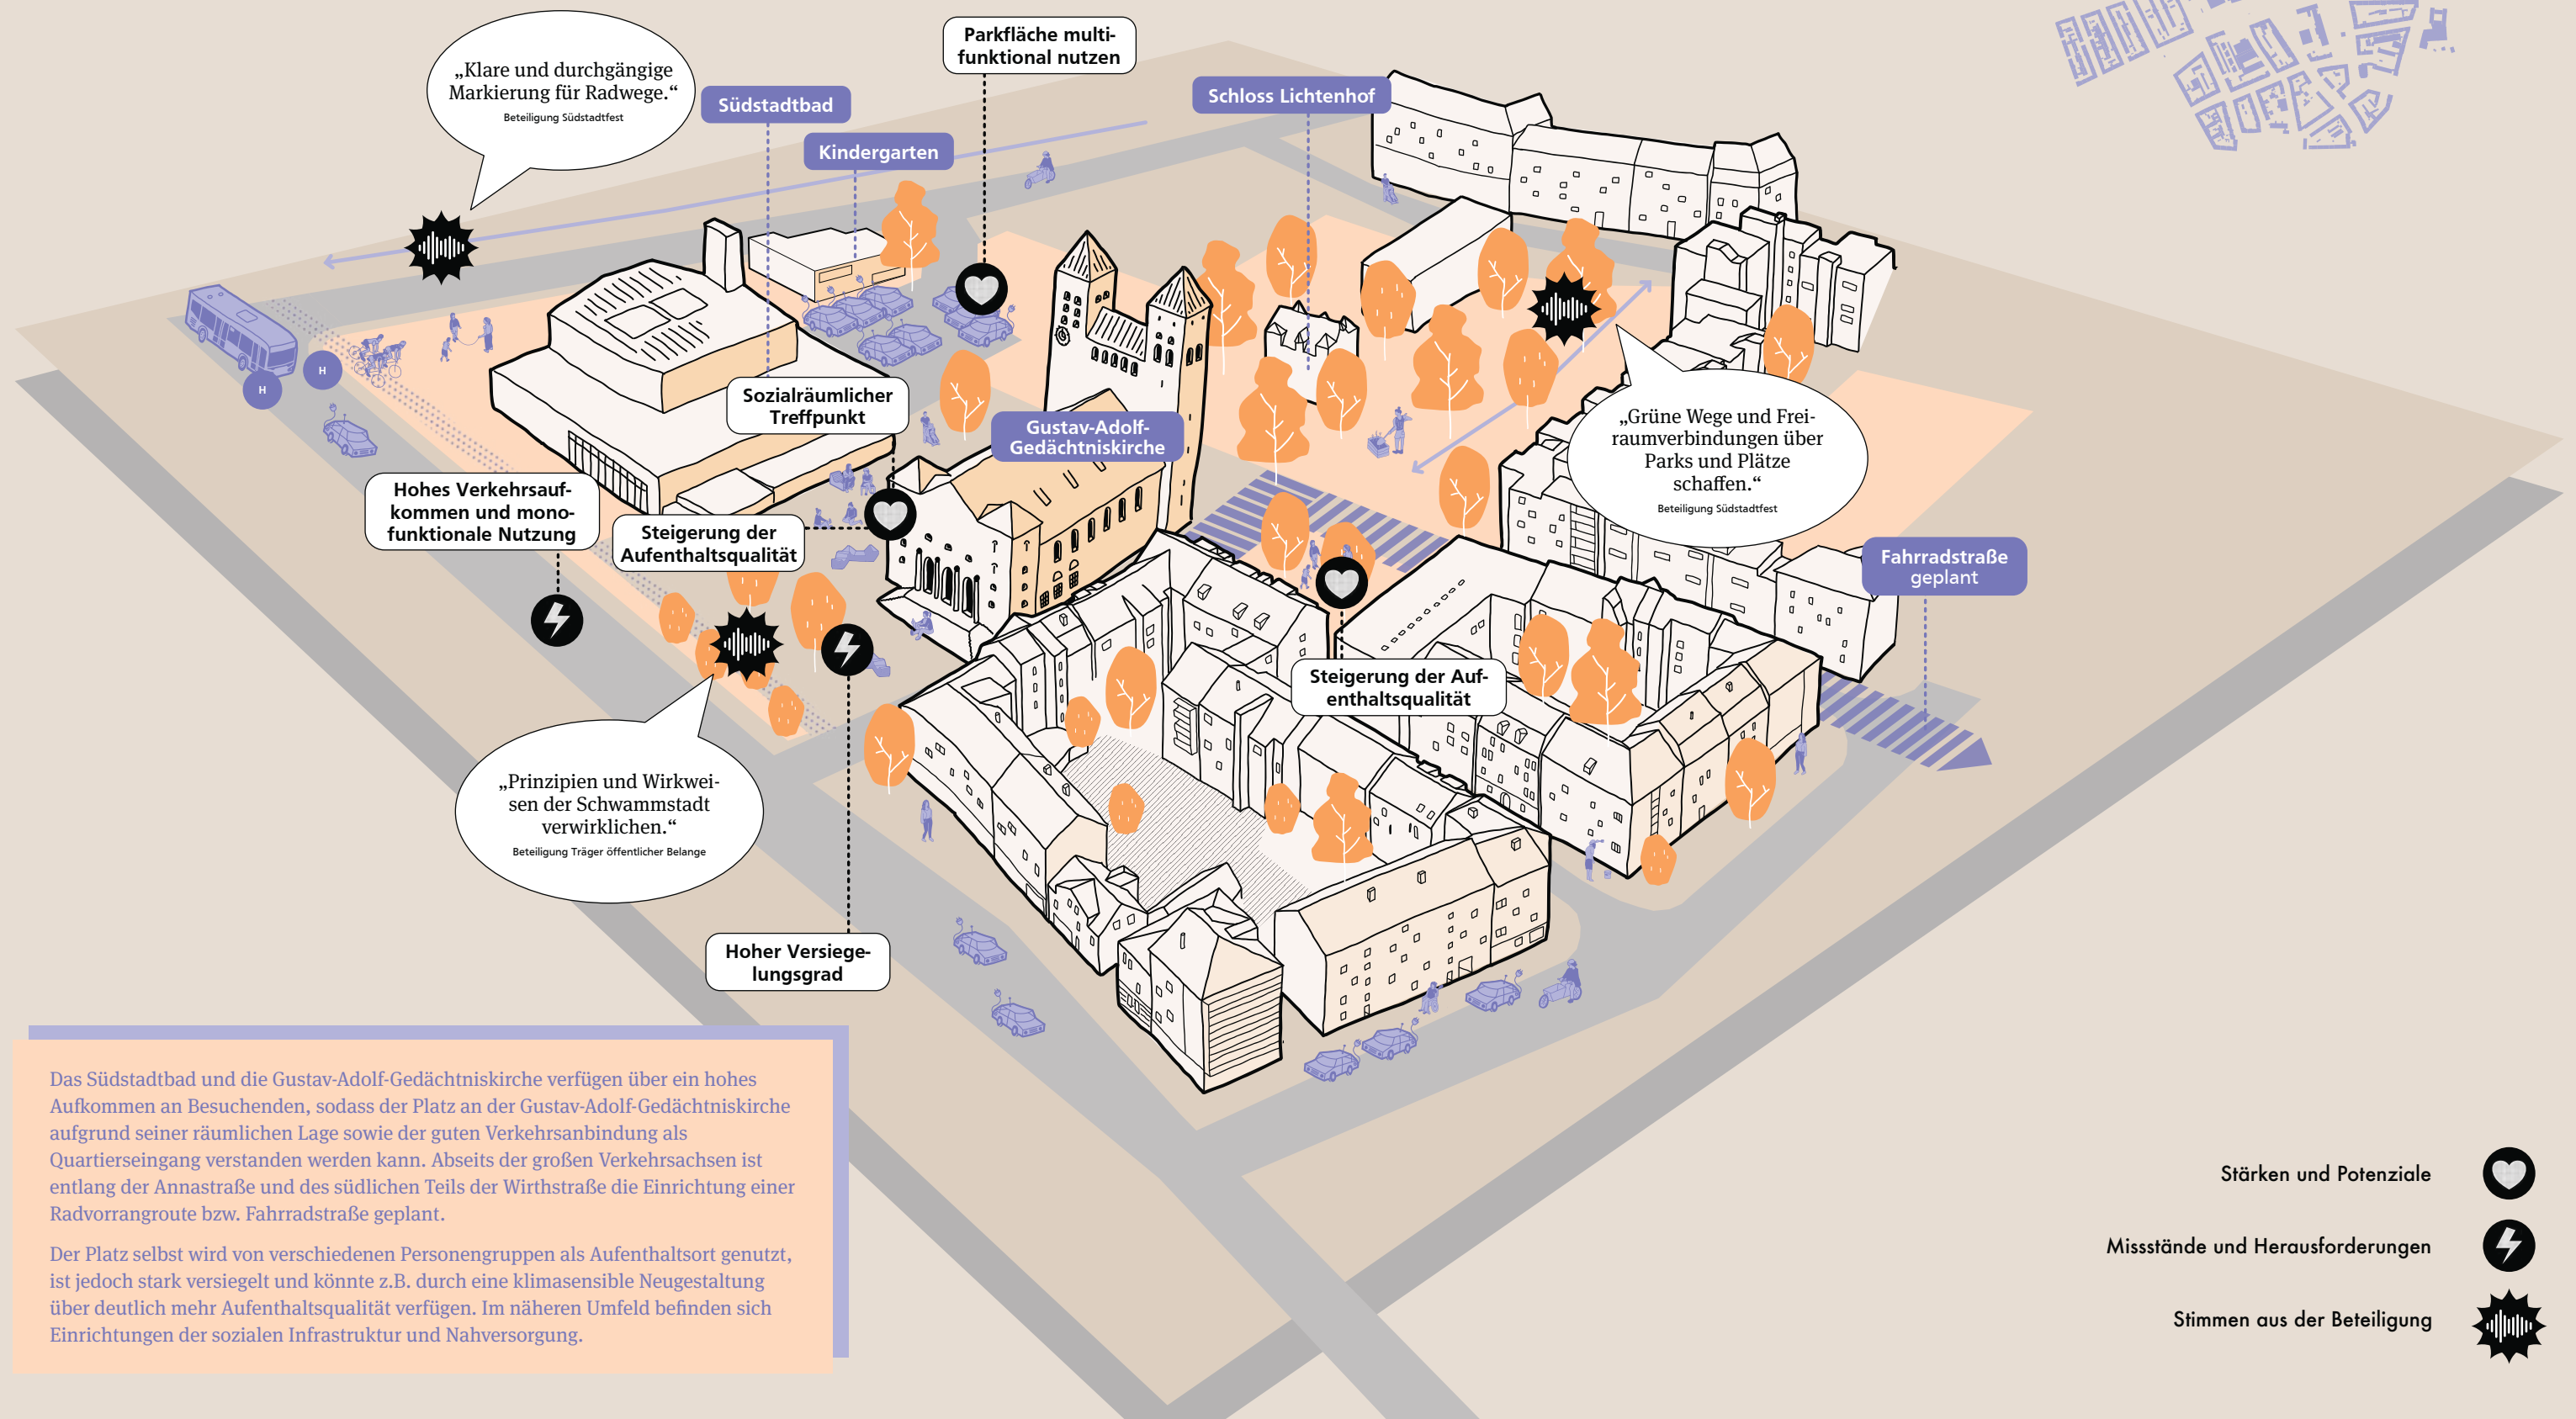 Parkfläche multi-
funktional nutzen
„Klare und durchgängige
Markierung für Radwege.“
Beteiligung Südstadtfest
Südstadtbad
Schloss Lichtenhof
Kindergarten
H
H
Sozialräumlicher
Treffpunkt
Gustav-Adolf-
Gedächtniskirche
„Grüne Wege und Frei-
raumverbindungen über
Parks und Plätze
schaffen.“
Beteiligung Südstadtfest
Hohes Verkehrsauf-
kommen und mono-
funktionale Nutzung
Steigerung der
Aufenthaltsqualität
Fahrradstraße
geplant
Steigerung der Auf-
enthaltsqualität
„Prinzipien und Wirkwei-
sen der Schwammstadt
verwirklichen.“
Beteiligung Träger öffentlicher Belange
Hoher Versiege-
lungsgrad
Das Südstadtbad und die Gustav-Adolf-Gedächtniskirche verfügen über ein hohes
Aufkommen an Besuchenden, sodass der Platz an der Gustav-Adolf-Gedächtniskirche
aufgrund seiner räumlichen Lage sowie der guten Verkehrsanbindung als
Quartierseingang verstanden werden kann. Abseits der großen Verkehrsachsen ist
entlang der Annastraße und des südlichen Teils der Wirthstraße die Einrichtung einer
Radvorrangroute bzw. Fahrradstraße geplant.
Der Platz selbst wird von verschiedenen Personengruppen als Aufenthaltsort genutzt,
ist jedoch stark versiegelt und könnte z.B. durch eine klimasensible Neugestaltung
über deutlich mehr Aufenthaltsqualität verfügen. Im näheren Umfeld befinden sich
Einrichtungen der sozialen Infrastruktur und Nahversorgung.
Stärken und Potenziale
Missstände und Herausforderungen
Stimmen aus der Beteiligung